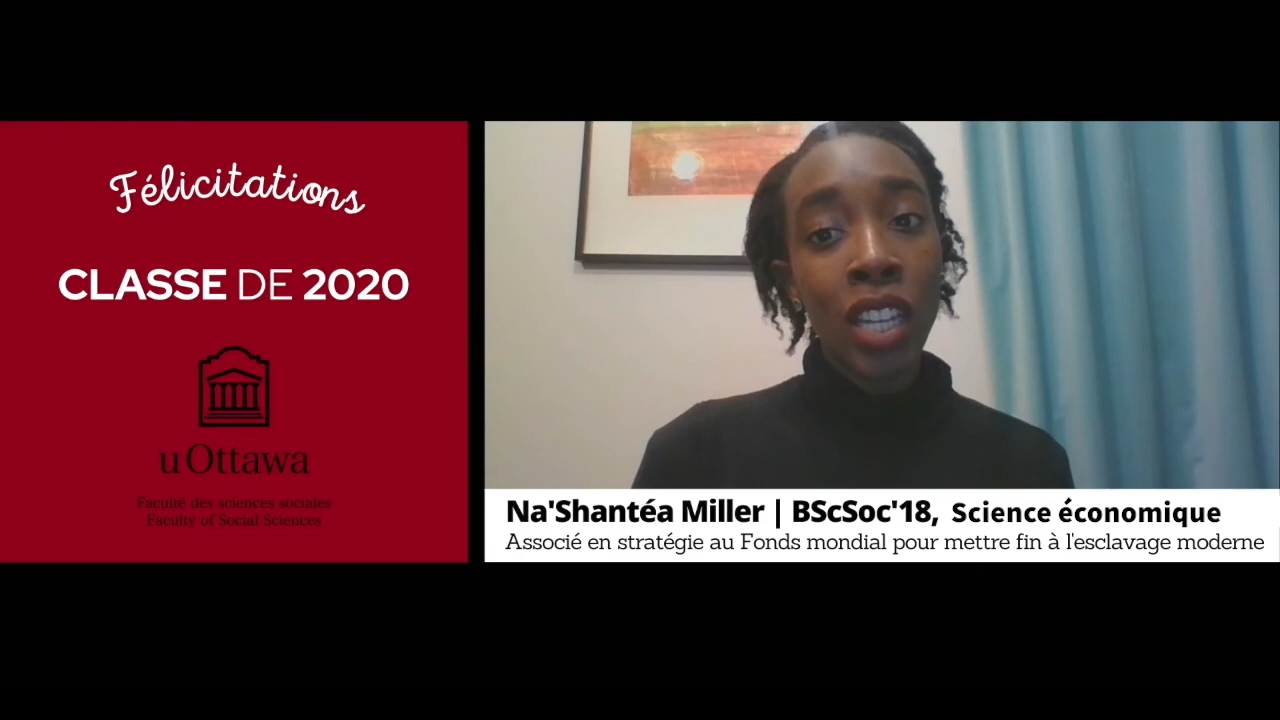 Félicitations
CLASSE DE 2020
uOttawa
Faculté des sciences sociales
Faculty of Social Sciences
Na'Shantéa Miller | BScSoc'18, Science économique
Associé en stratégie au Fonds mondial pour mettre fin à l'esclavage moderne